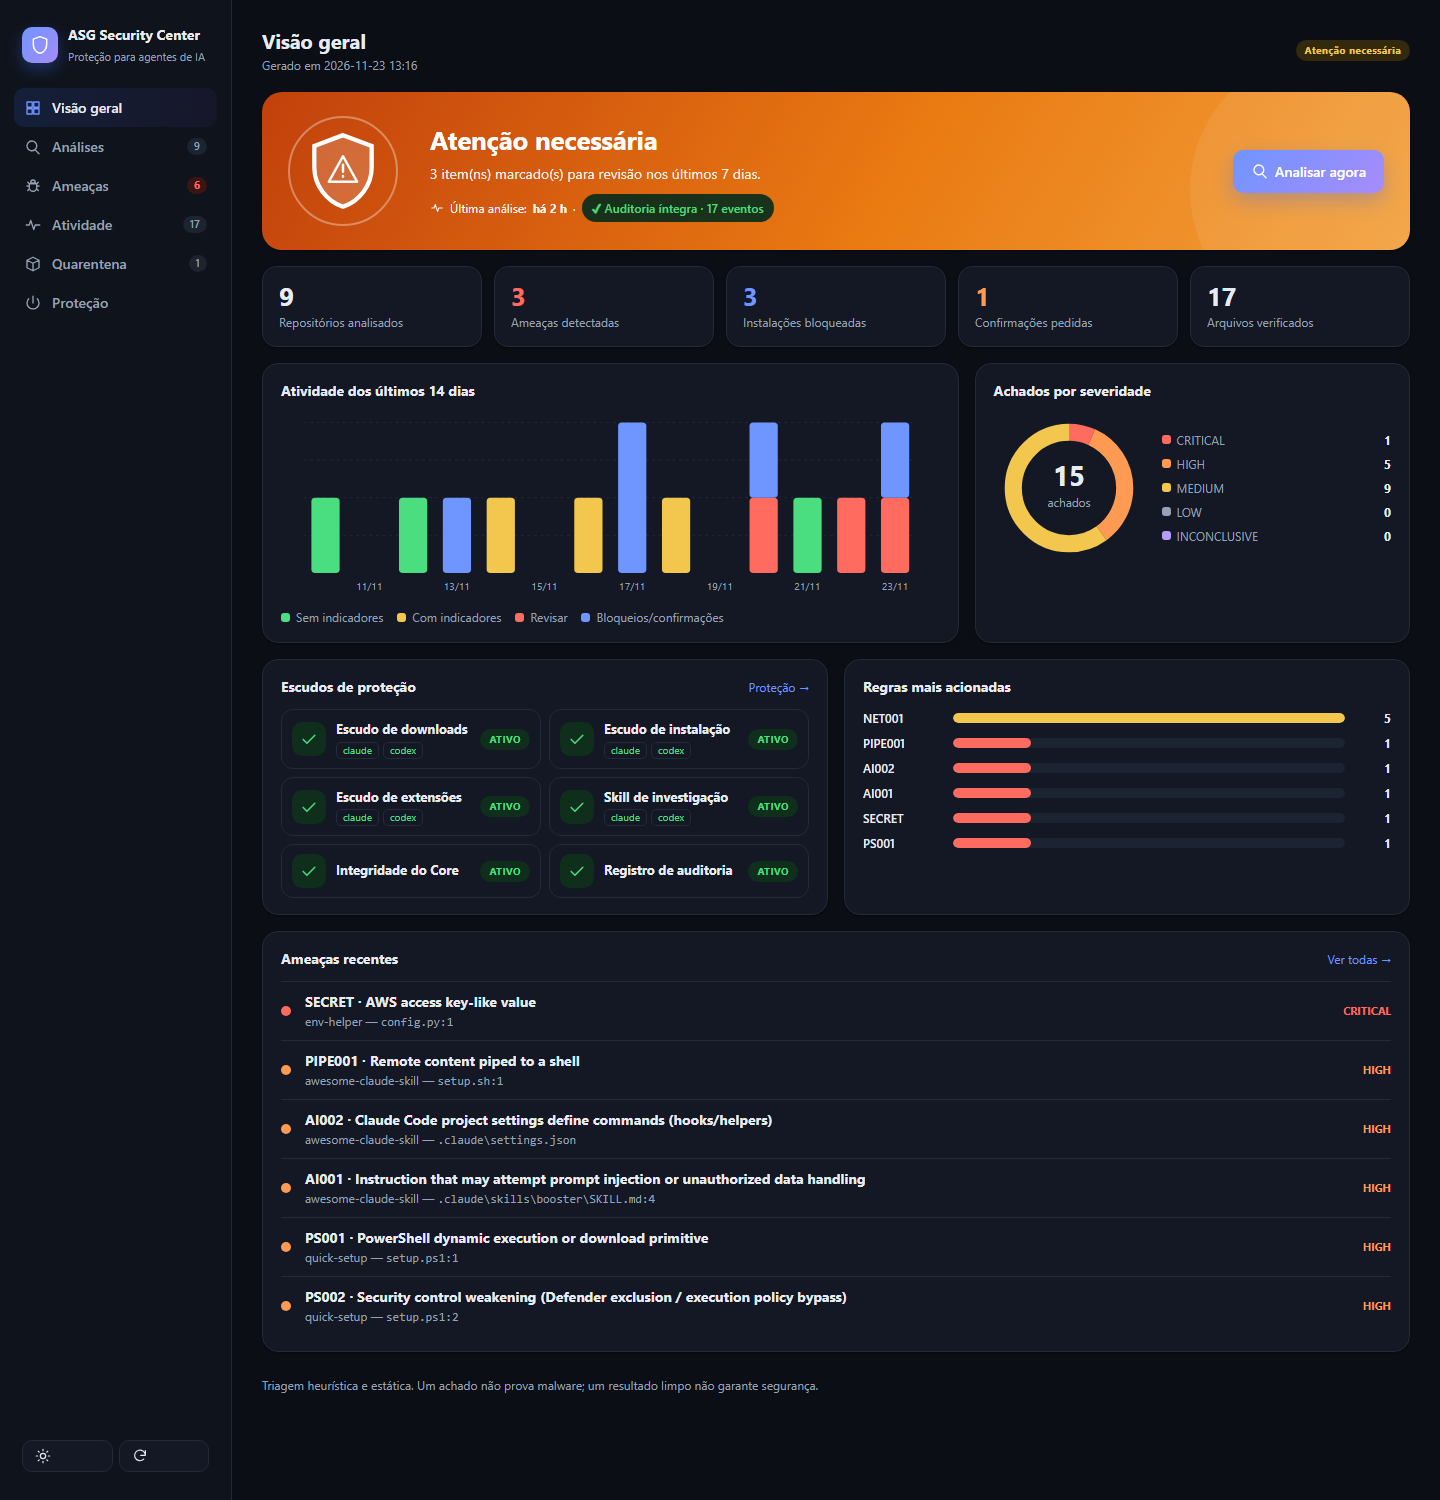 ASG Security Center
Proteção para agentes de IA
Visão geral
Análises 9
Ameaças 6
Atividade 17
Quarentena 1
Proteção
Visão geral
Gerado em 2026-11-23 13:16
Atenção necessária
Atenção necessária
3 item(ns) marcado(s) para revisão nos últimos 7 dias.
Última análise: há 2 h · ✓ Auditoria íntegra · 17 eventos
Analisar agora
9
Repositórios analisados
3
Ameaças detectadas
3
Instalações bloqueadas
1
Confirmações pedidas
17
Arquivos verificados
Atividade dos últimos 14 dias
11/11 13/11 15/11 17/11 19/11 21/11 23/11
Sem indicadores Com indicadores Revisar Bloqueios/confirmações
Achados por severidade
15
achados
CRITICAL 1
HIGH 5
MEDIUM 9
LOW 0
INCONCLUSIVE 0
Escudos de proteção Proteção →
Escudo de downloads
claude codex
ATIVO
Escudo de instalação
claude codex
ATIVO
Escudo de extensões
claude codex
ATIVO
Skill de investigação
claude codex
ATIVO
Integridade do Core ATIVO
Registro de auditoria ATIVO
Regras mais acionadas
NET001 5
PIPE001 1
AI002 1
AI001 1
SECRET 1
PS001 1
Ameaças recentes Ver todas →
SECRET · AWS access key-like value
env-helper — config.py:1
CRITICAL
PIPE001 · Remote content piped to a shell
awesome-claude-skill — setup.sh:1
HIGH
AI002 · Claude Code project settings define commands (hooks/helpers)
awesome-claude-skill — .claude\settings.json
HIGH
AI001 · Instruction that may attempt prompt injection or unauthorized data handling
awesome-claude-skill — .claude\skills\booster\SKILL.md:4
HIGH
PS001 · PowerShell dynamic execution or download primitive
quick-setup — setup.ps1:1
HIGH
PS002 · Security control weakening (Defender exclusion / execution policy bypass)
quick-setup — setup.ps1:2
HIGH
Triagem heurística e estática. Um achado não prova malware; um resultado limpo não garante segurança.